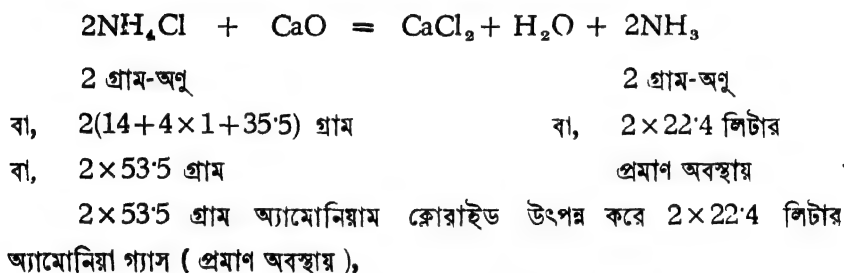 2NH₄Cl + CaO = CaCl₂ + H₂O + 2NH₃
2 গ্রাম-অণু 2 গ্রাম-অণু
বা, 2(14+4×1+35·5) গ্রাম বা, 2×22·4 লিটার
বা, 2×53·5 গ্রাম প্রমাণ অবস্থায়
2×53·5 গ্রাম অ্যামোনিয়াম ক্লোরাইড উৎপন্ন করে 2×22·4 লিটার
অ্যামোনিয়া গ্যাস ( প্রমাণ অবস্থায় ),